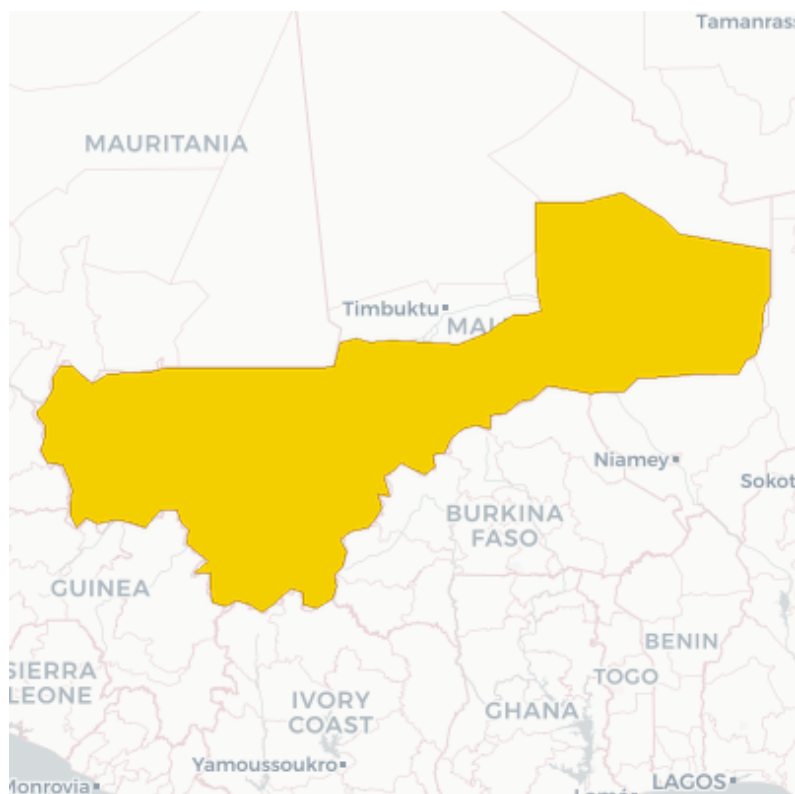 Tamanrass
MAURITANIA
Timbuktu
MAL
Niamey
Sokot
BURKINA
FASO
GUINEA
BENIN
SIERRA
LEONE
TOGO
IVORY
COAST
GHANA
Yamoussoukro
Monrovia
LAGOS